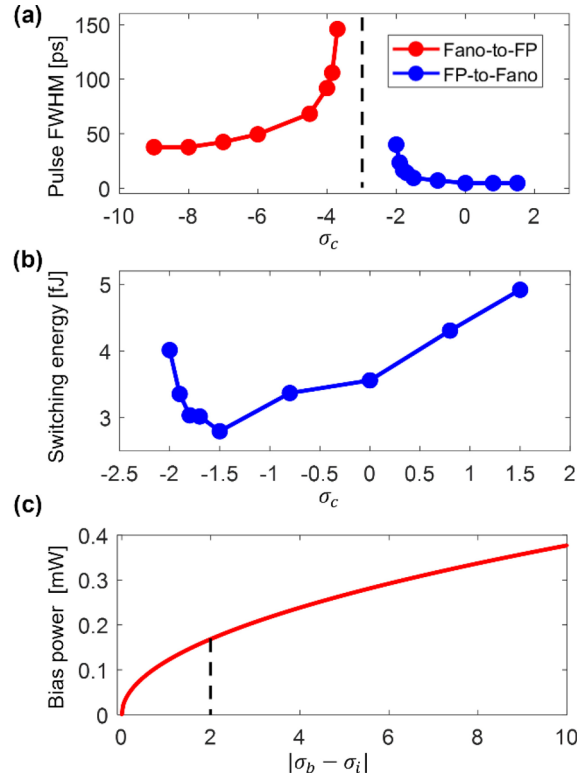 (a)
Pulse FWHM [ps]
150
100
50
0
Fano-to-FP
FP-to-Fano
-10 -8 -6 -4 -2 0 2
σc
(b)
Switching energy [fJ]
5
4
3
-2.5 -2 -1.5 -1 -0.5 0 0.5 1 1.5 2
σc
(c)
Bias power [mW]
0.4
0.3
0.2
0.1
0
0 2 4 6 8 10
|σb − σi|